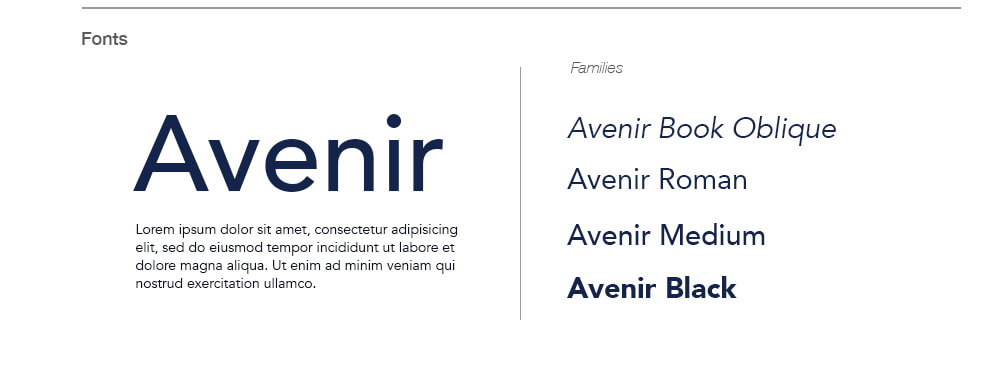 Fonts
Avenir
Lorem ipsum dolor sit amet, consectetur adipisicing
elit, sed do eiusmod tempor incididunt ut labore et
dolore magna aliqua. Ut enim ad minim veniam qui
nostrud exercitation ullamco.
Families
Avenir Book Oblique
Avenir Roman
Avenir Medium
Avenir Black